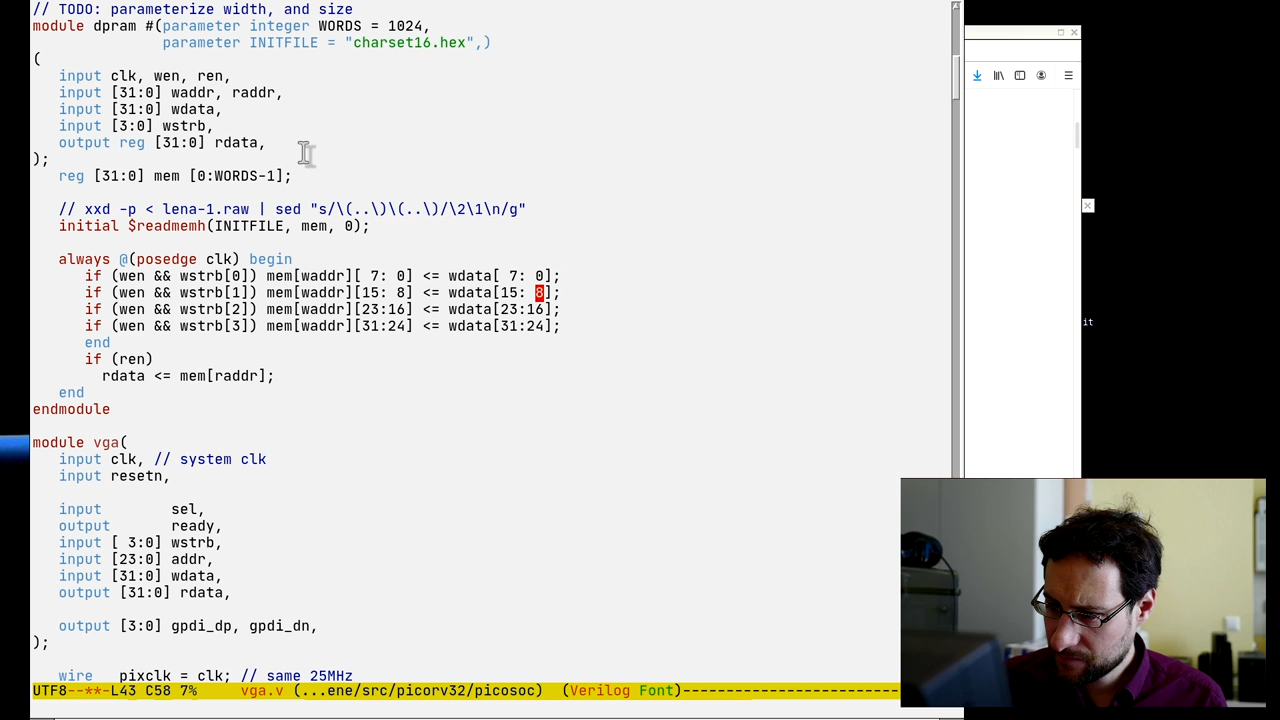 // TODO: parameterize width, and size
module dpram #(parameter integer WORDS = 1024,
parameter INITFILE = "charset16.hex",)
(
input clk, wen, ren,
input [31:0] waddr, raddr,
input [31:0] wdata,
input [3:0] wstrb,
output reg [31:0] rdata,
);
reg [31:0] mem [0:WORDS-1];
// xxd -p < lena-1.raw | sed "s/\(..\)\(..\)/\2\1\n/g"
initial $readmemh(INITFILE, mem, 0);
always @(posedge clk) begin
if (wen && wstrb[0]) mem[waddr][ 7: 0] <= wdata[ 7: 0];
if (wen && wstrb[1]) mem[waddr][15: 8] <= wdata[15: 8];
if (wen && wstrb[2]) mem[waddr][23:16] <= wdata[23:16];
if (wen && wstrb[3]) mem[waddr][31:24] <= wdata[31:24];
end
if (ren)
rdata <= mem[raddr];
end
endmodule
module vga(
input clk, // system clk
input resetn,
input sel,
output ready,
input [ 3:0] wstrb,
input [23:0] addr,
input [31:0] wdata,
output [31:0] rdata,
output [3:0] gpdi_dp, gpdi_dn,
);
wire pixclk = clk; // same 25MHz
UTF8--**-L43 C58 7% vga.v (...ene/src/picorv32/picosoc) (Verilog Font)-------------------------
it